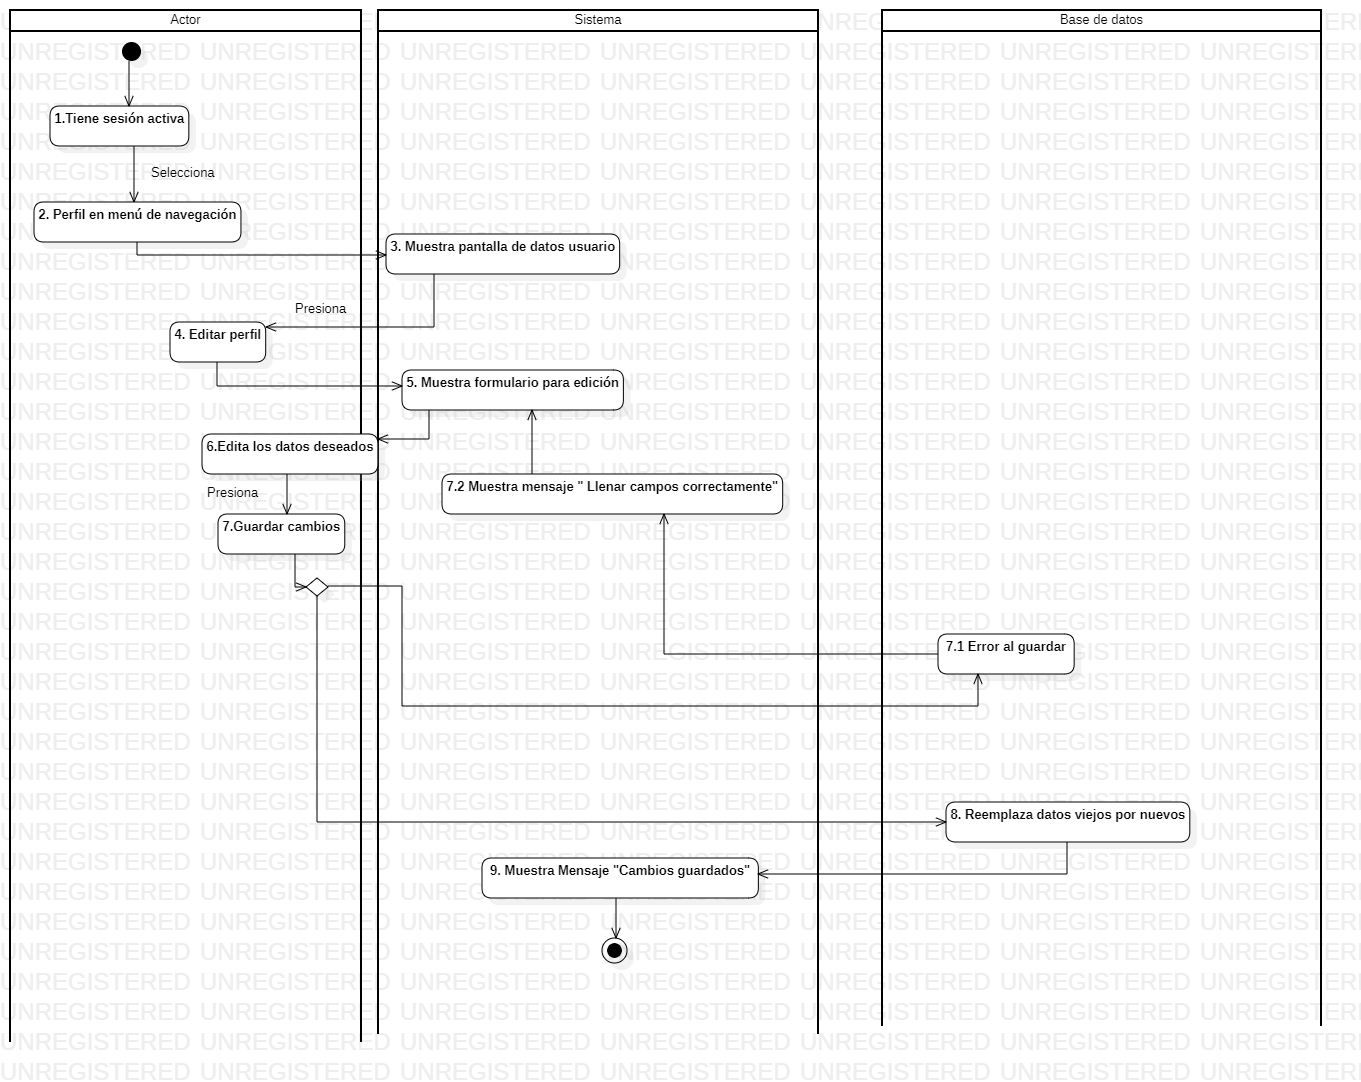 Actor
Sistema
Base de datos
1.Tiene sesión activa
Selecciona
2. Perfil en menú de navegación
3. Muestra pantalla de datos usuario
Presiona
4. Editar perfil
5. Muestra formulario para edición
6.Edita los datos deseados
7.2 Muestra mensaje " Llenar campos correctamente"
Presiona
7.Guardar cambios
7.1 Error al guardar
8. Reemplaza datos viejos por nuevos
9. Muestra Mensaje "Cambios guardados"
UNREGISTERED